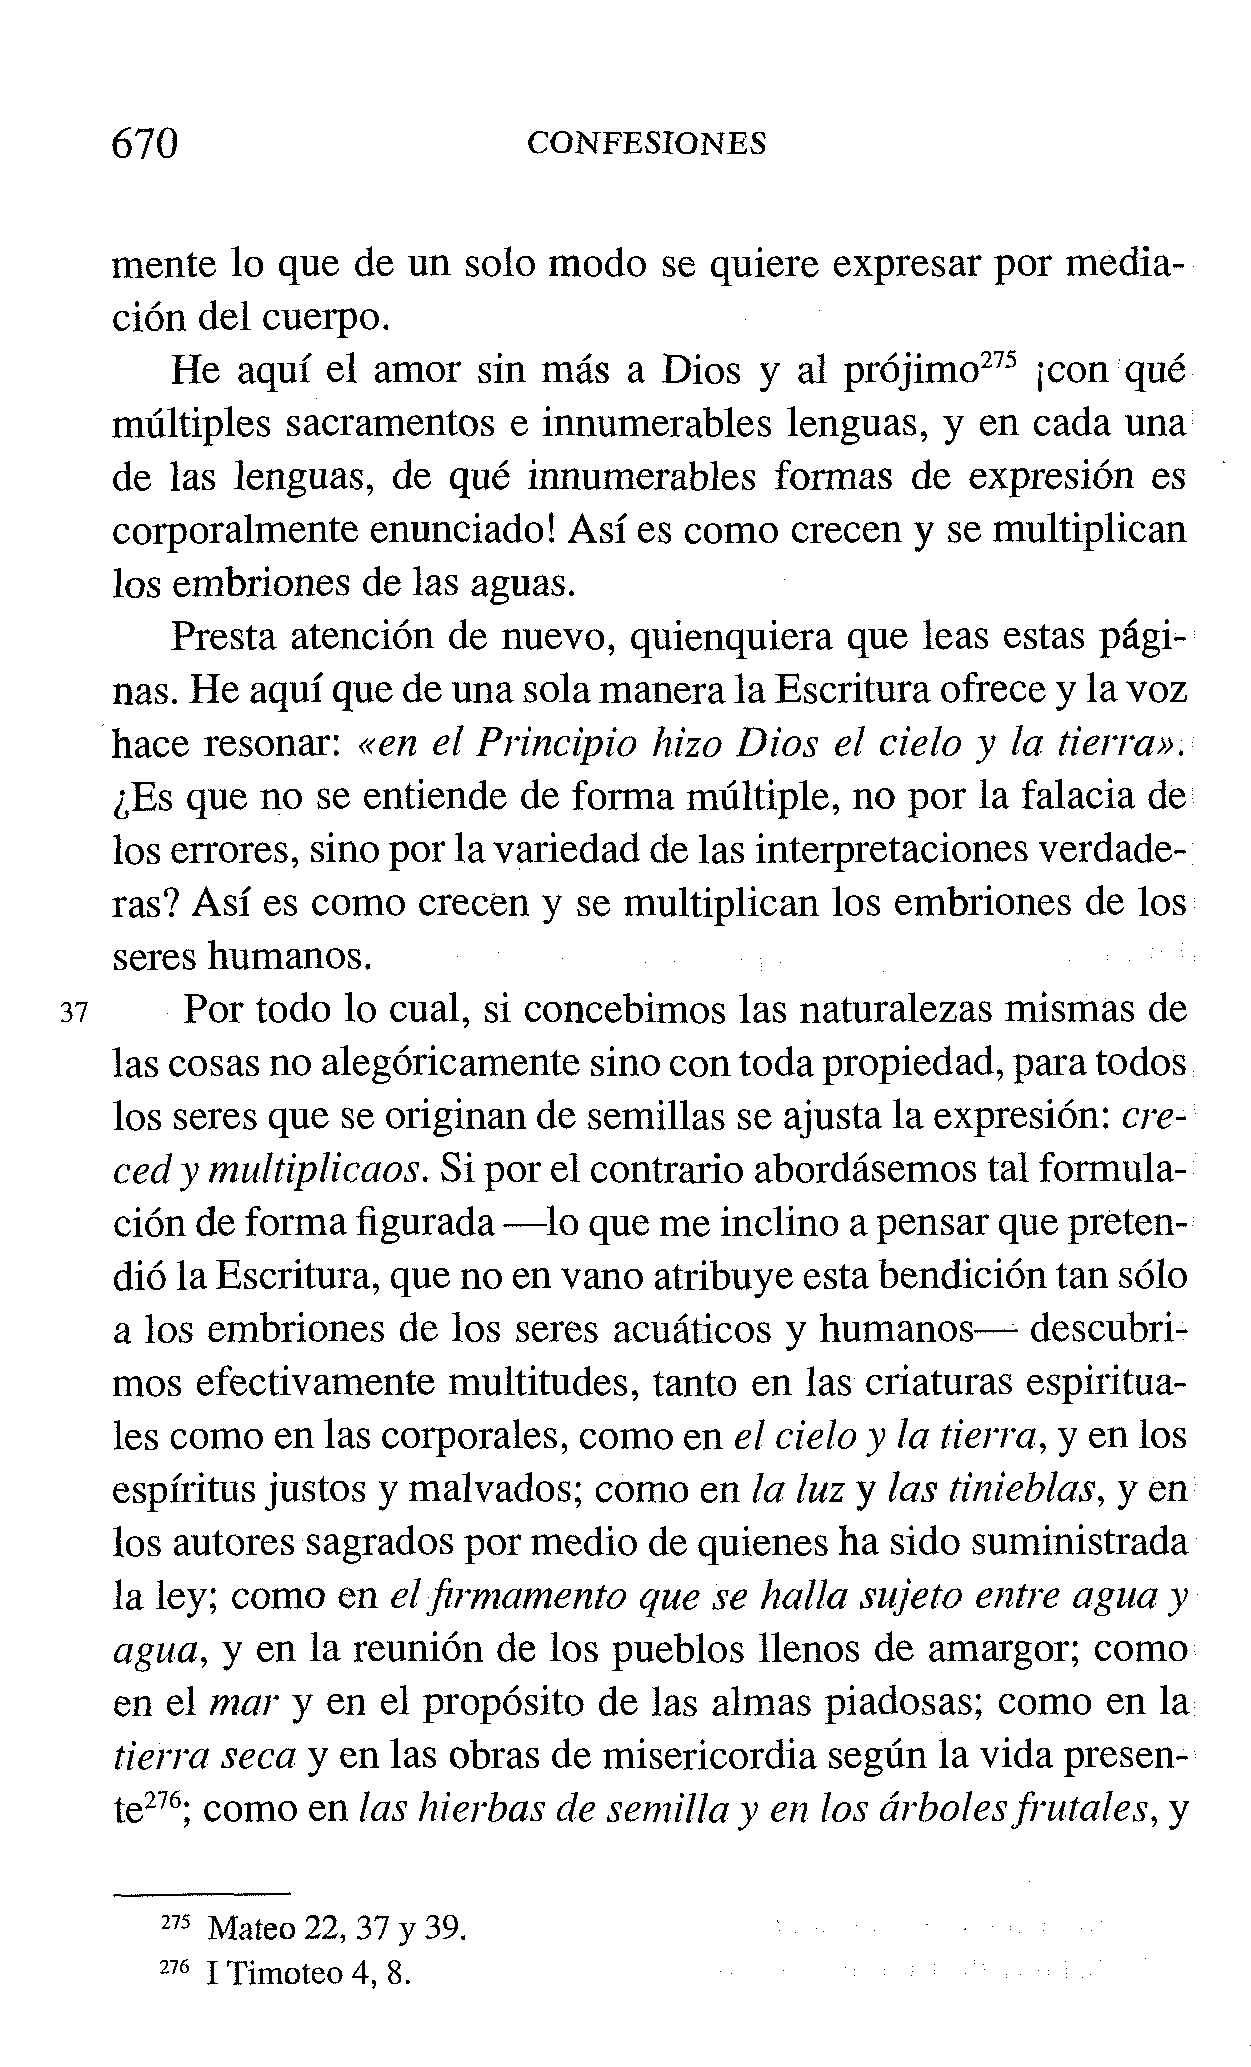 670 CONFESIONES
mente lo que de un solo modo se quiere expresar por media-
ción del cuerpo.
He aquí el amor sin más a Dios y al prójimo²⁷⁵ ¡con qué
múltiples sacramentos e innumerables lenguas, y en cada una
de las lenguas, de qué innumerables formas de expresión es
corporalmente enunciado! Así es como crecen y se multiplican
los embriones de las aguas.
Presta atención de nuevo, quienquiera que leas estas pági-
nas. He aquí que de una sola manera la Escritura ofrece y la voz
hace resonar: «en el Principio hizo Dios el cielo y la tierra».
¿Es que no se entiende de forma múltiple, no por la falacia de
los errores, sino por la variedad de las interpretaciones verdade-
ras? Así es como crecen y se multiplican los embriones de los
seres humanos.
37 Por todo lo cual, si concebimos las naturalezas mismas de
las cosas no alegóricamente sino con toda propiedad, para todos
los seres que se originan de semillas se ajusta la expresión: cre-
ced y multiplicaos. Si por el contrario abordásemos tal formula-
ción de forma figurada —lo que me inclino a pensar que preten-
dió la Escritura, que no en vano atribuye esta bendición tan sólo
a los embriones de los seres acuáticos y humanos— descubri-
mos efectivamente multitudes, tanto en las criaturas espiritua-
les como en las corporales, como en el cielo y la tierra, y en los
espíritus justos y malvados; como en la luz y las tinieblas, y en
los autores sagrados por medio de quienes ha sido suministrada
la ley; como en el firmamento que se halla sujeto entre agua y
agua, y en la reunión de los pueblos llenos de amargor; como
en el mar y en el propósito de las almas piadosas; como en la
tierra seca y en las obras de misericordia según la vida presen-
te²⁷⁶; como en las hierbas de semilla y en los árboles frutales, y
²⁷⁵ Mateo 22, 37 y 39.
²⁷⁶ I Timoteo 4, 8.